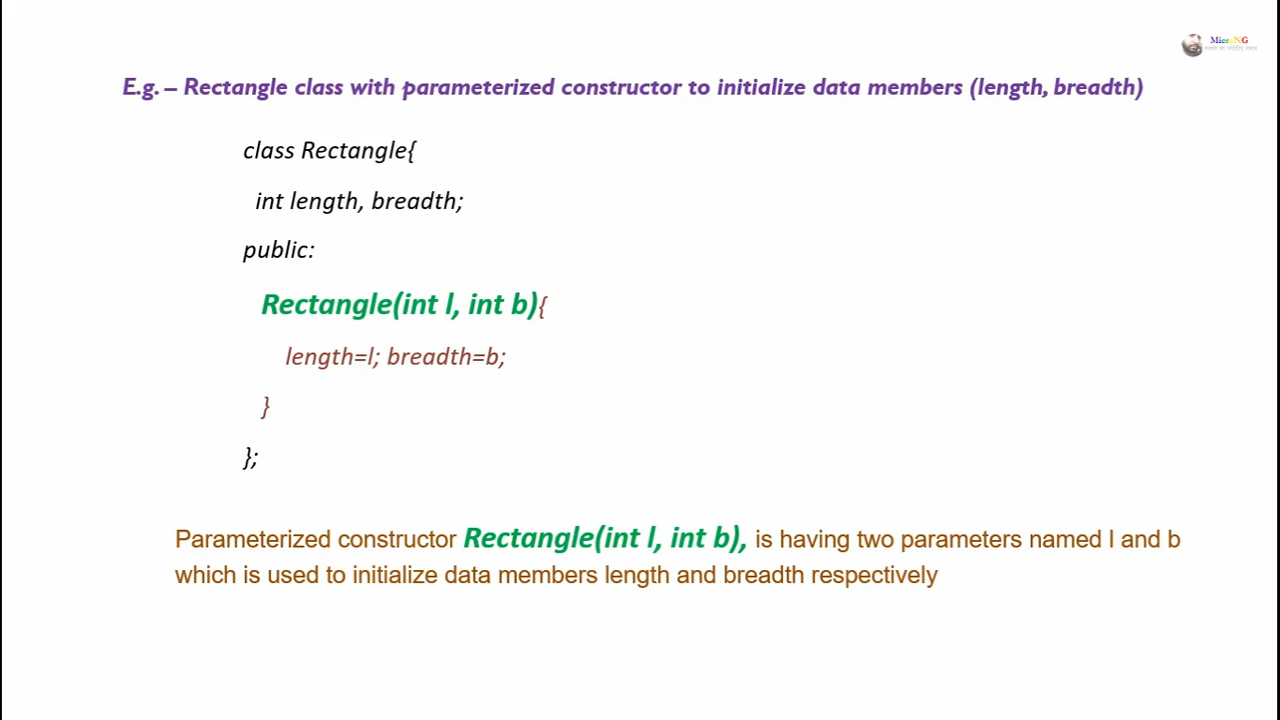 MicroNG
E.g. – Rectangle class with parameterized constructor to initialize data members (length, breadth)
class Rectangle{
int length, breadth;
public:
Rectangle(int l, int b){
length=l; breadth=b;
}
};
Parameterized constructor Rectangle(int l, int b), is having two parameters named l and b
which is used to initialize data members length and breadth respectively